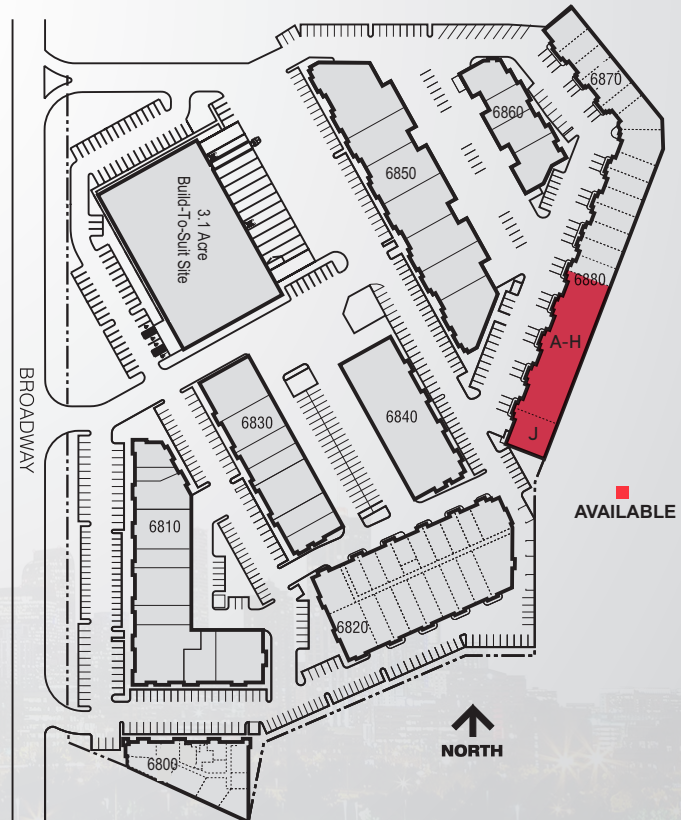 6870
6860
6850
3.1 Acre
Build-To-Suit Site
6880
A-H
BROADWAY
6840
6830
J
AVAILABLE
6810
6820
NORTH
6800